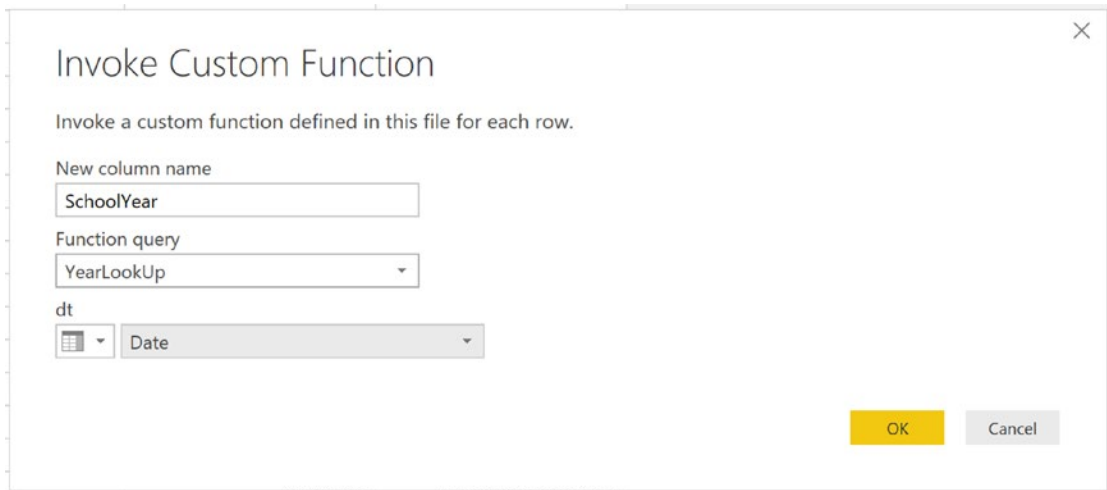 Invoke Custom Function
Invoke a custom function defined in this file for each row.
New column name
SchoolYear
Function query
YearLookUp
dt
Date
OK Cancel